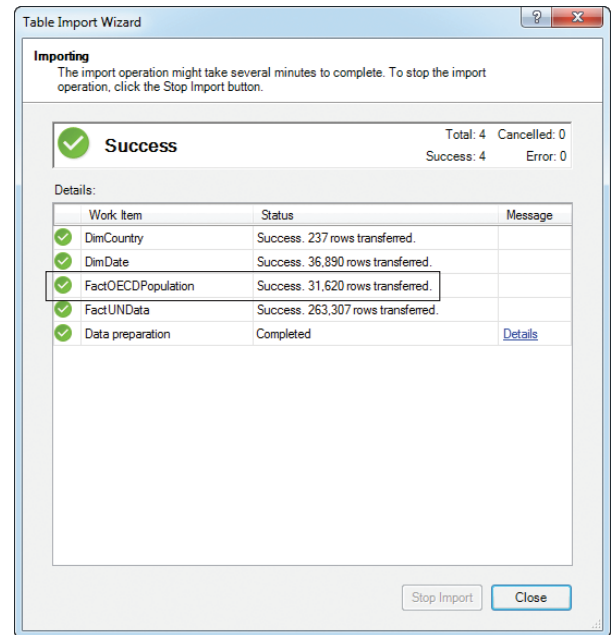 Table Import Wizard
Importing
The import operation might take several minutes to complete. To stop the import
operation, click the Stop Import button.
Success
Total: 4 Cancelled: 0
Success: 4 Error: 0
Details:
Work Item Status Message
DimCountry Success. 237 rows transferred.
DimDate Success. 36,890 rows transferred.
FactOECDPopulation Success. 31,620 rows transferred.
FactUNData Success. 263,307 rows transferred.
Data preparation Completed Details
Stop Import Close